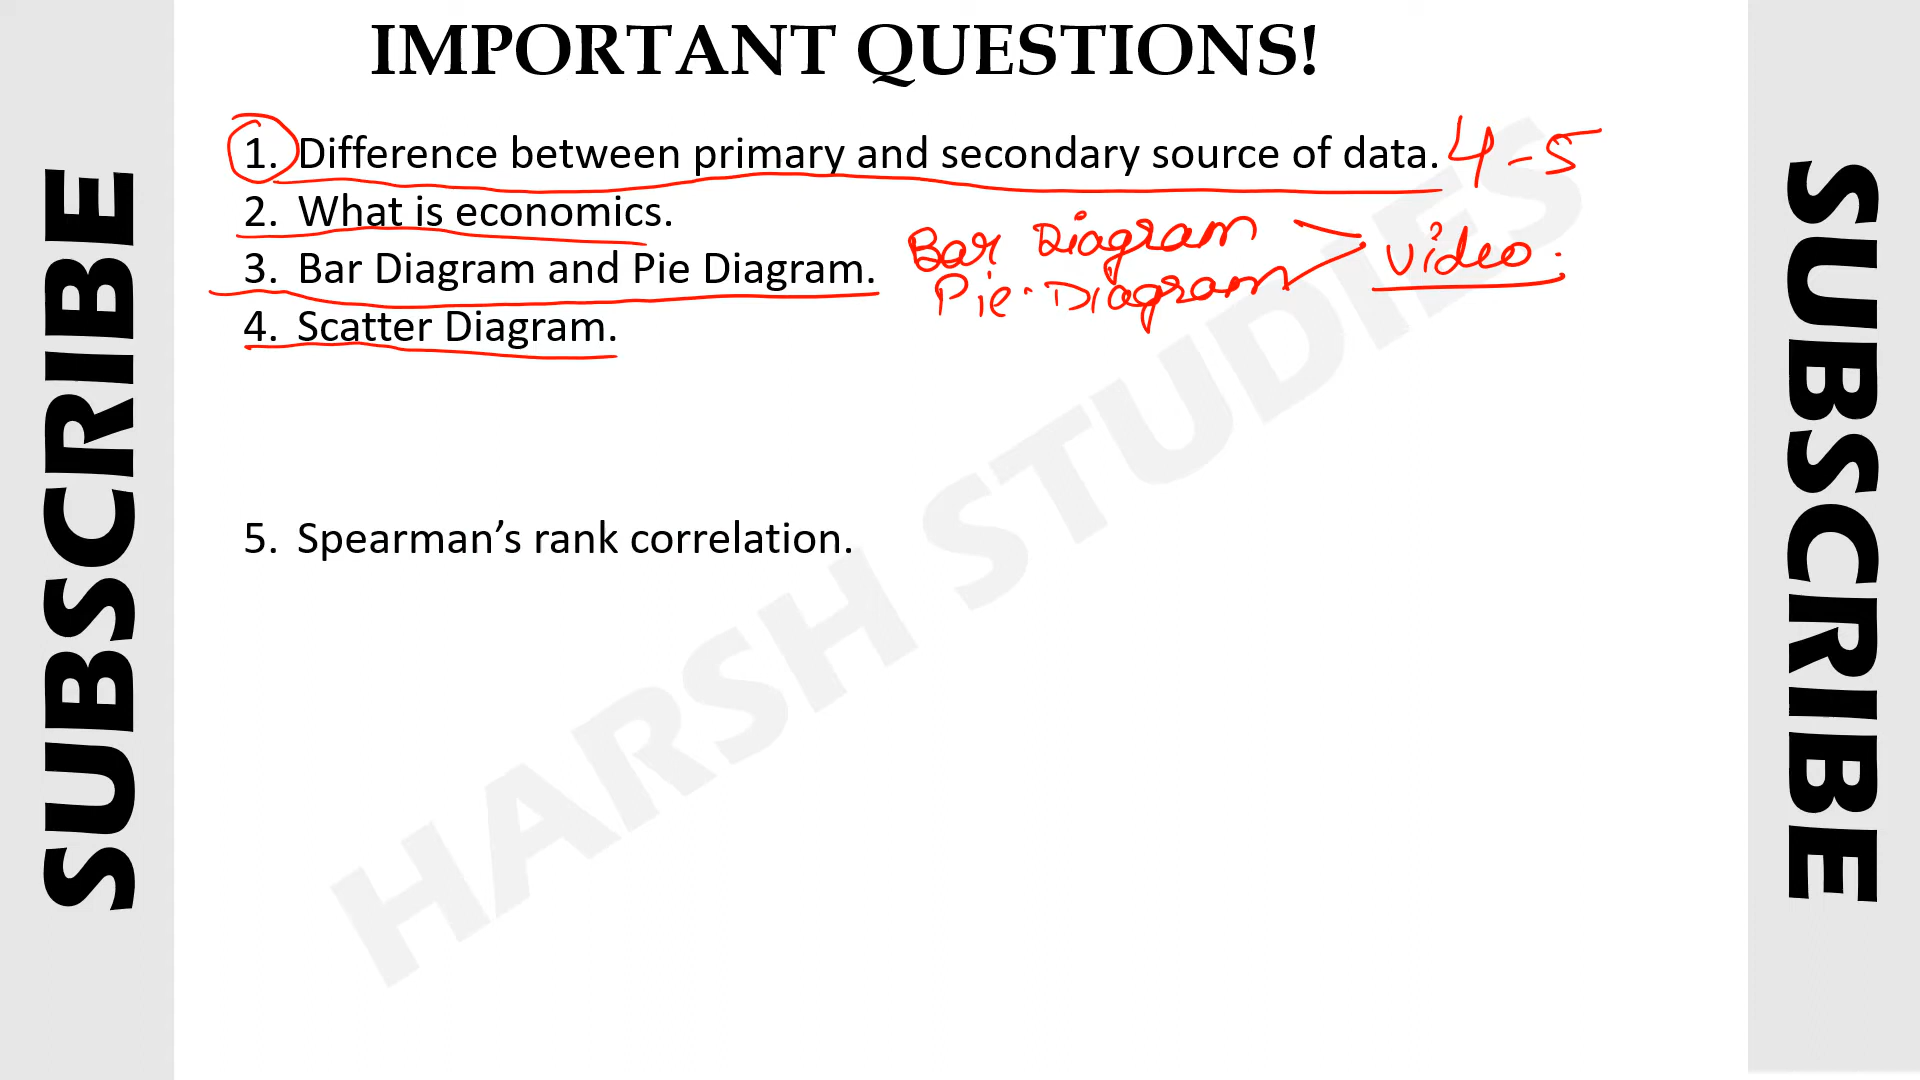 IMPORTANT QUESTIONS!
1. Difference between primary and secondary source of data. 4-5
2. What is economics.
3. Bar Diagram and Pie Diagram.
Bar Diagram
Pie-Diagram
video.
4. Scatter Diagram.
5. Spearman’s rank correlation.
SUBSCRIBE
SUBSCRIBE
HARSH STUDIES